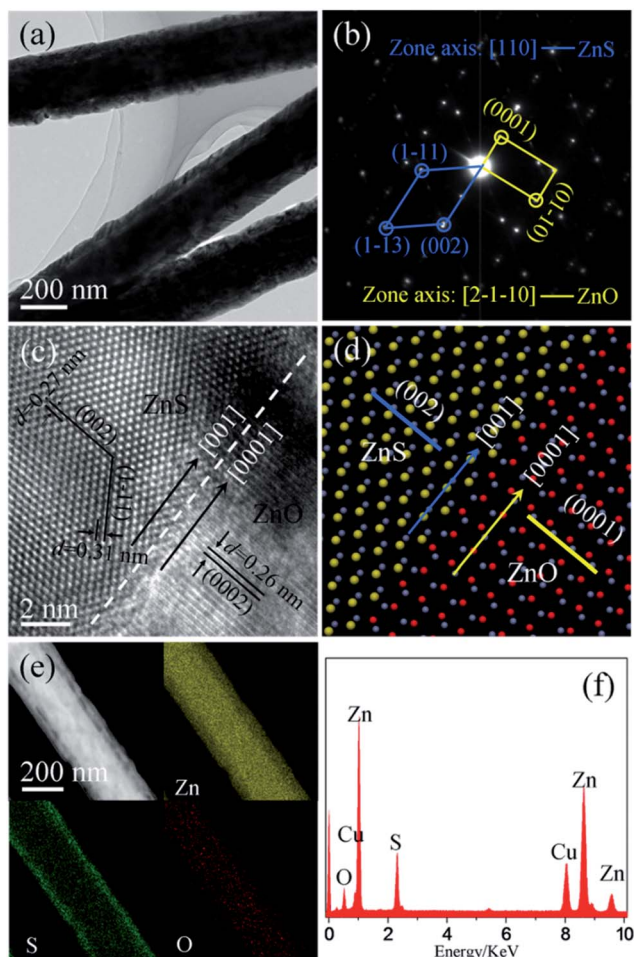 (a)
200 nm
(b)
Zone axis: [110] — ZnS
(0001)
(1-11)
(01-10)
(1-13)
(002)
Zone axis: [2-1-10] — ZnO
(c)
d=0.27 nm
(002)
ZnS
[001]
[0001]
d=0.31 nm
ZnO
d=0.26 nm
(0002)
2 nm
(d)
(002)
ZnS
[001]
[0001]
(0001)
ZnO
(e)
200 nm
Zn
S
O
(f)
Zn
Zn
Cu
S
O
Cu
Zn
0 2 4 6 8 10
Energy/KeV